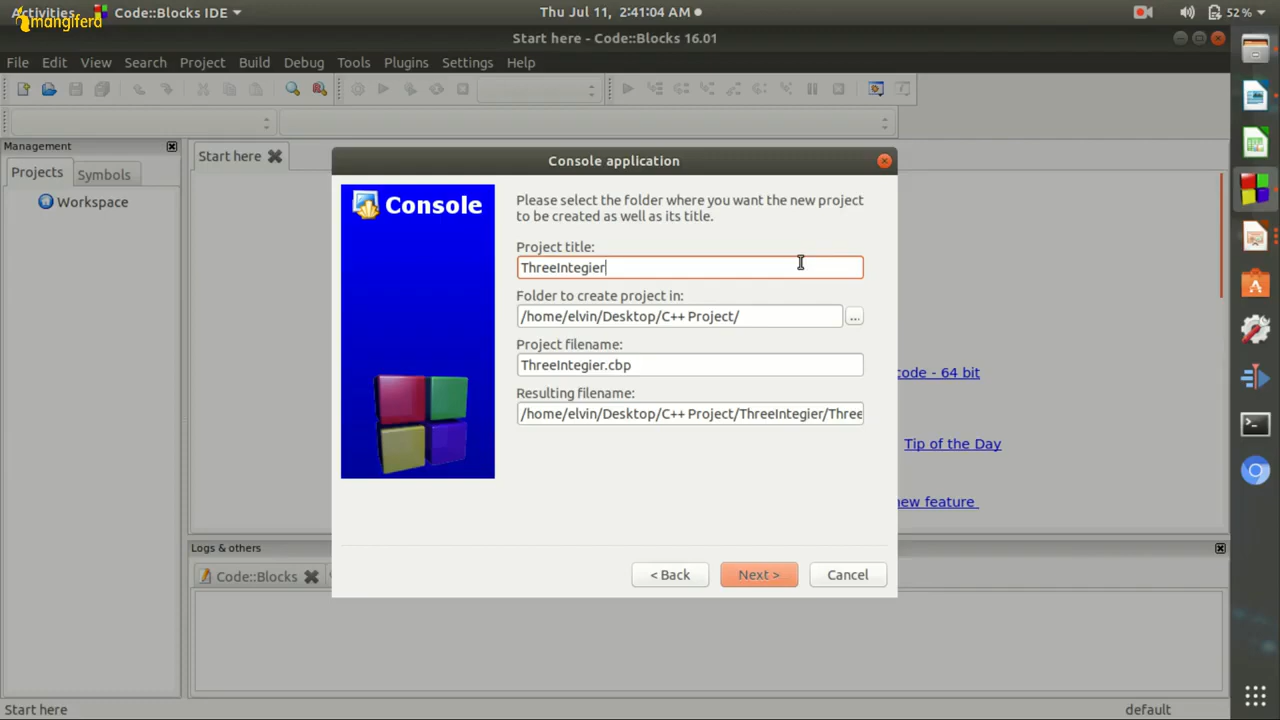 Activities Code::Blocks IDE Thu Jul 11, 2:41:04 AM 52%
mangifera
Start here - Code::Blocks 16.01
File Edit View Search Project Build Debug Tools Plugins Settings Help
Management
Projects Symbols
Workspace
Start here
Console application
Console
Please select the folder where you want the new project
to be created as well as its title.
Project title:
ThreeIntegier
Folder to create project in:
/home/elvin/Desktop/C++ Project/
...
Project filename:
ThreeIntegier.cbp
Resulting filename:
/home/elvin/Desktop/C++ Project/ThreeIntegier/Three
code - 64 bit
Tip of the Day
new feature
< Back Next > Cancel
Logs & others
Code::Blocks
Start here default